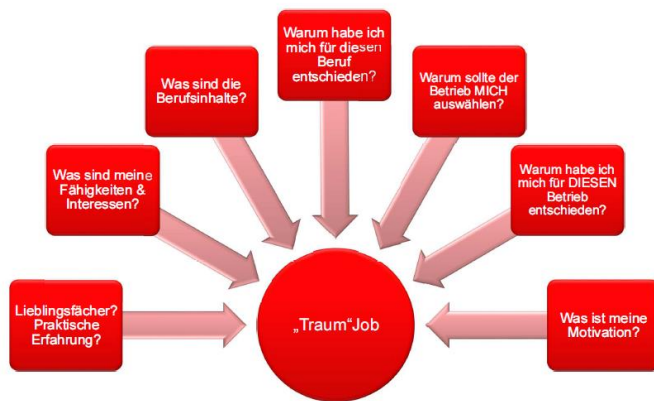 Lieblingsfächer?
Praktische
Erfahrung?
Was sind meine
Fähigkeiten &
Interessen?
Was sind die
Berufsinhalte?
Warum habe ich
mich für diesen
Beruf
entschieden?
Warum sollte der
Betrieb MICH
auswählen?
Warum habe ich
mich für DIESEN
Betrieb
entschieden?
Was ist meine
Motivation?
„Traum“Job